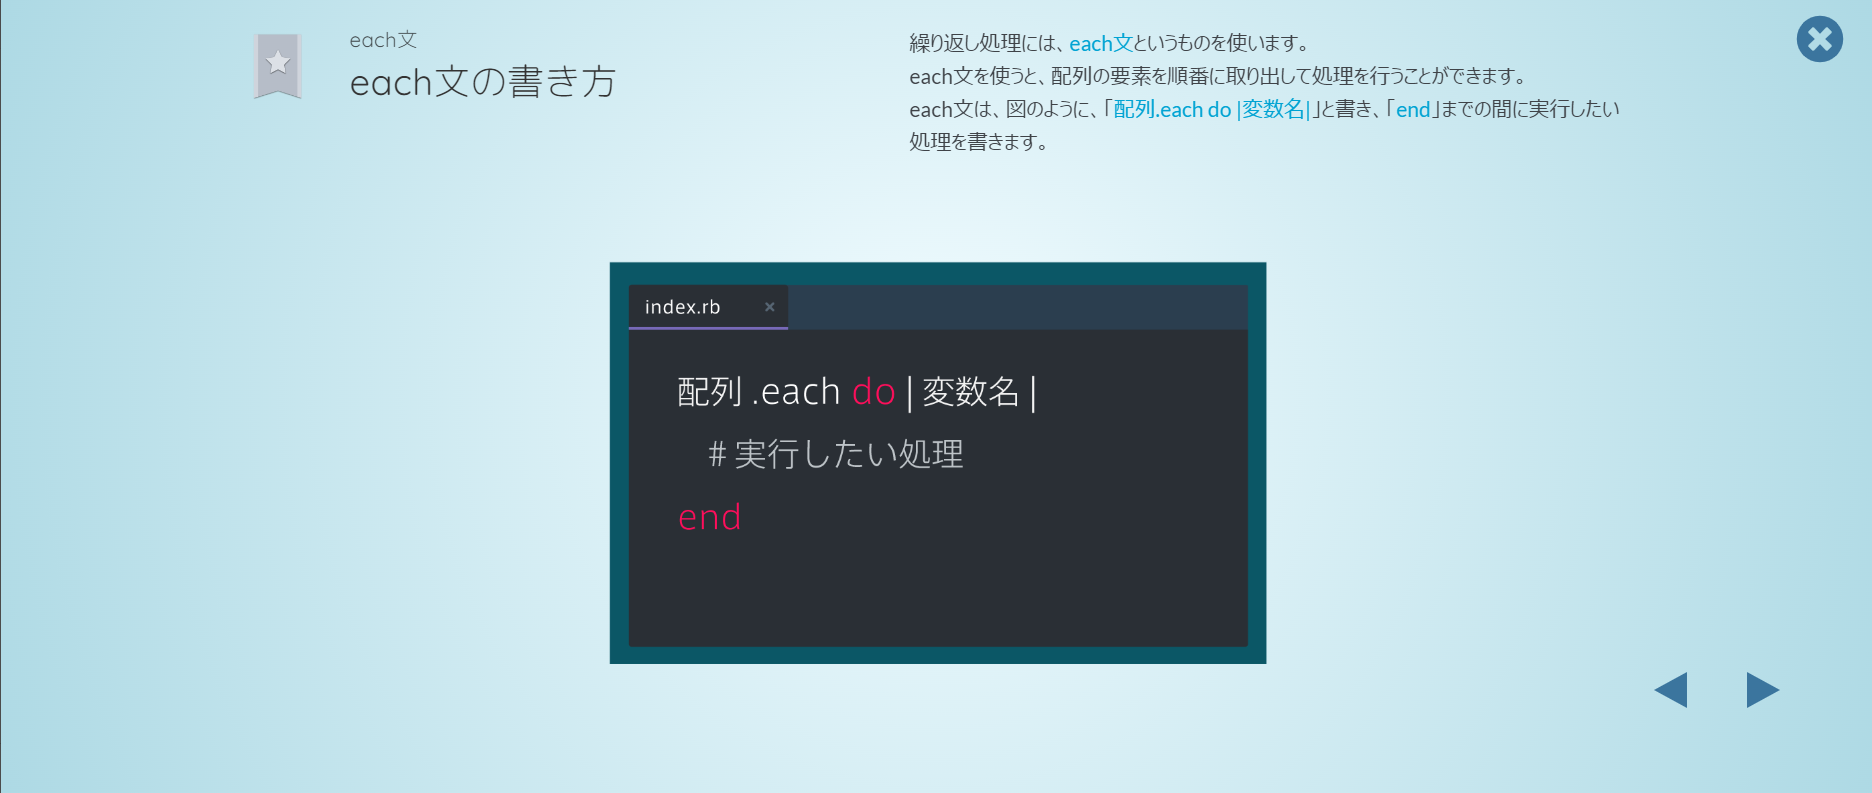 each文
each文の書き方
繰り返し処理には、each文というものを使います。
each文を使うと、配列の要素を順番に取り出して処理を行うことができます。
each文は、図のように、「配列.each do |変数名|」と書き、「end」までの間に実行したい
処理を書きます。
index.rb ×
配列 .each do | 変数名 |
# 実行したい処理
end